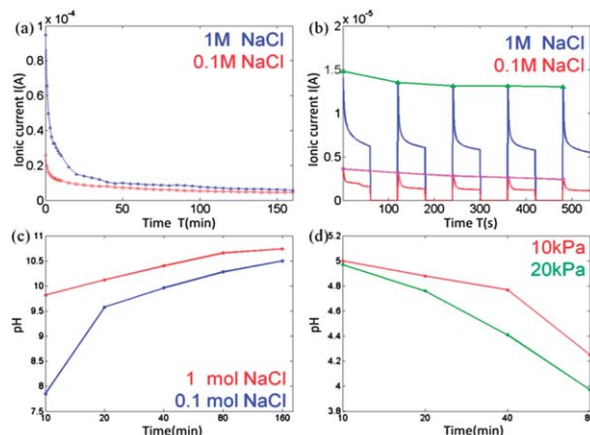 (a)
x 10⁻⁴
1
0.8
0.6
0.4
0.2
0
0
50
100
150
Ionic current I(A)
Time T(min)
1M NaCl
0.1M NaCl
(b)
x 10⁻⁵
2
1.5
1
0.5
0
0
100
200
300
400
500
Ionic current I(A)
Time T(s)
1M NaCl
0.1M NaCl
(c)
11
10.5
10
9.5
9
8.5
8
7.5
10
20
40
80
160
pH
Time(min)
1 mol NaCl
0.1 mol NaCl
(d)
5.2
5
4.8
4.6
4.4
4.2
4
3.8
10
20
40
pH
Time(min)
10kPa
20kPa